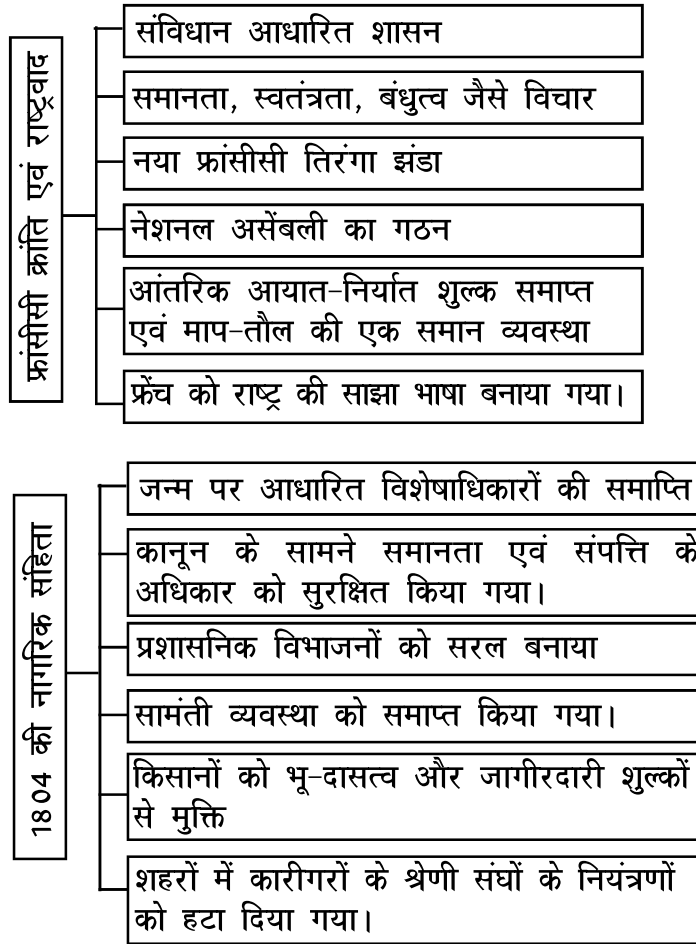 फ्रांसीसी क्रांति एवं राष्ट्रवाद
संविधान आधारित शासन
समानता, स्वतंत्रता, बंधुत्व जैसे विचार
नया फ्रांसीसी तिरंगा झंडा
नेशनल असेंबली का गठन
आंतरिक आयात-निर्यात शुल्क समाप्त
एवं माप-तौल की एक समान व्यवस्था
फ्रेंच को राष्ट्र की साझा भाषा बनाया गया।
1804 की नागरिक संहिता
जन्म पर आधारित विशेषाधिकारों की समाप्ति
कानून के सामने समानता एवं संपत्ति के
अधिकार को सुरक्षित किया गया।
प्रशासनिक विभाजनों को सरल बनाया
सामंती व्यवस्था को समाप्त किया गया।
किसानों को भू-दासत्व और जागीरदारी शुल्कों
से मुक्ति
शहरों में कारीगरों के श्रेणी संघों के नियंत्रणों
को हटा दिया गया।